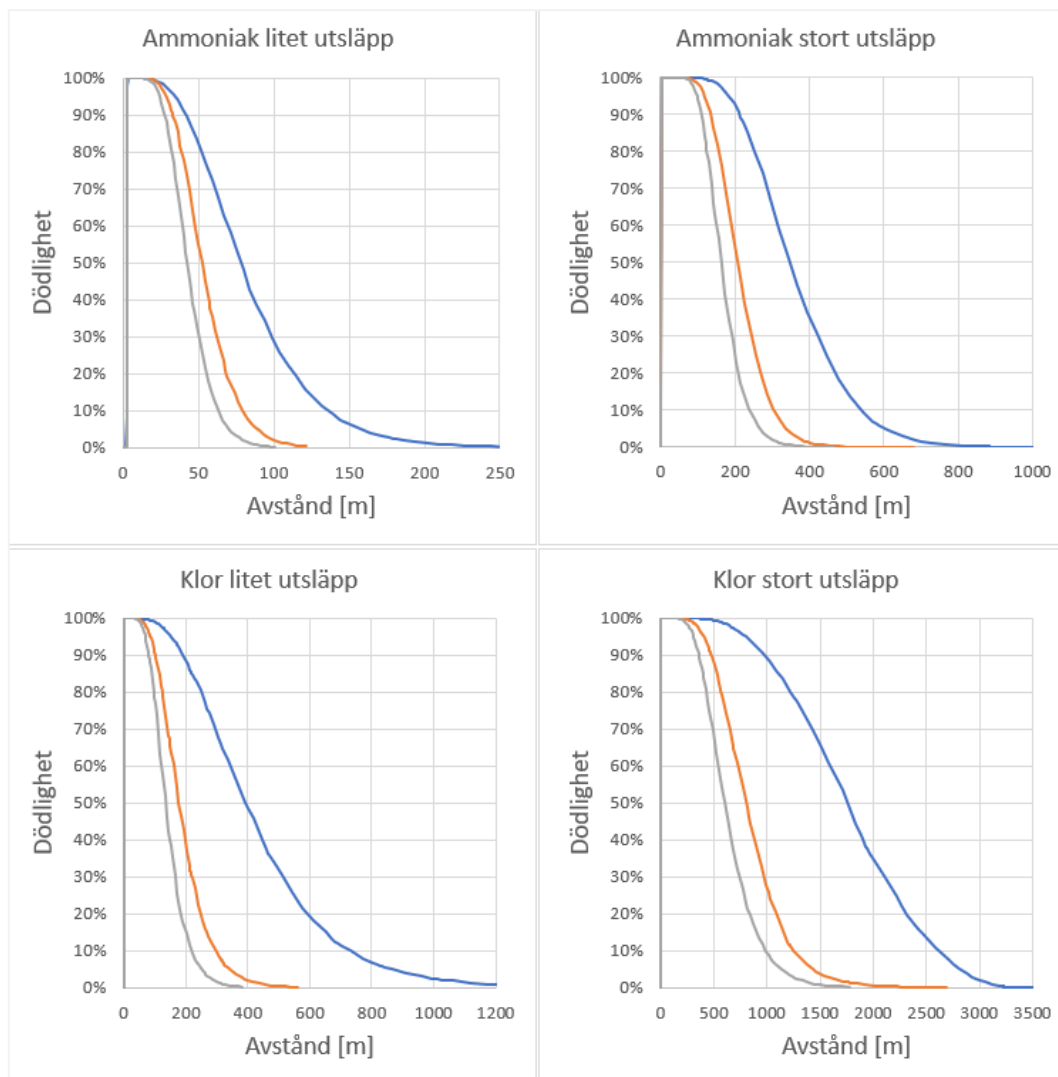 Ammoniak litet utsläpp
100%
90%
80%
70%
60%
50%
40%
30%
20%
10%
0%
Dödlighet
0 50 100 150 200 250
Avstånd [m]
Ammoniak stort utsläpp
100%
90%
80%
70%
60%
50%
40%
30%
20%
10%
0%
Dödlighet
0 200 400 600 800 1000
Avstånd [m]
Klor litet utsläpp
100%
90%
80%
70%
60%
50%
40%
30%
20%
10%
0%
Dödlighet
0 200 400 600 800 1000 1200
Avstånd [m]
Klor stort utsläpp
100%
90%
80%
70%
60%
50%
40%
30%
20%
10%
0%
Dödlighet
0 500 1000 1500 2000 2500 3000 3500
Avstånd [m]